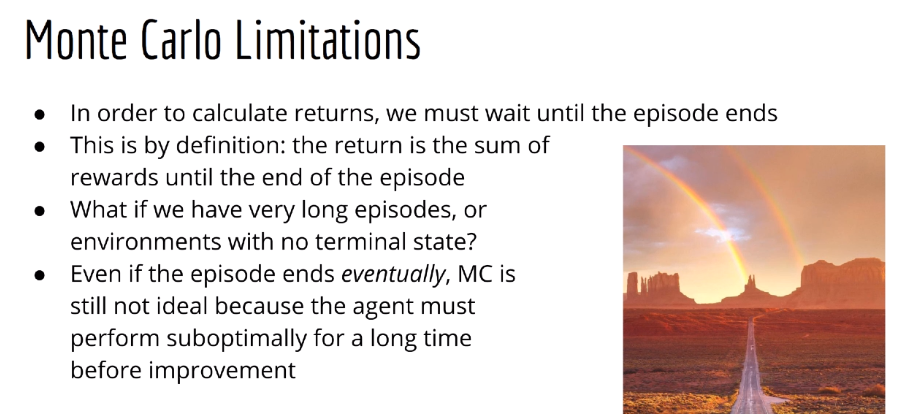 Monte Carlo Limitations
● In order to calculate returns, we must wait until the episode ends
● This is by definition: the return is the sum of
rewards until the end of the episode
● What if we have very long episodes, or
environments with no terminal state?
● Even if the episode ends eventually, MC is
still not ideal because the agent must
perform suboptimally for a long time
before improvement